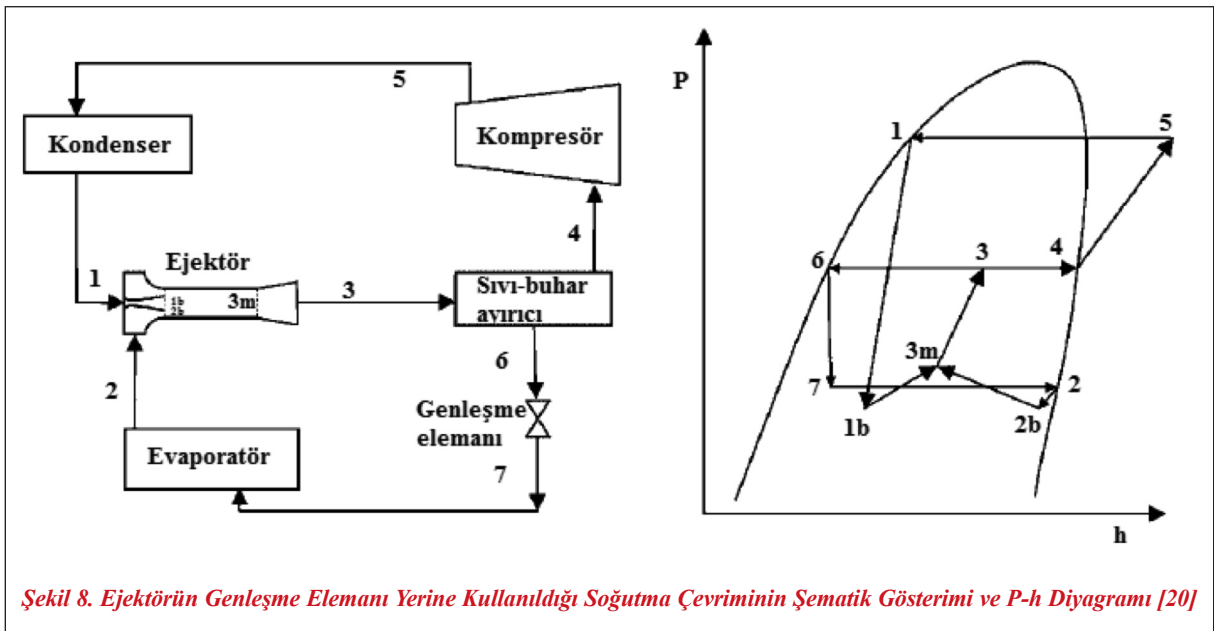 5
Kondenser
Kompresör
4
1
Ejektör
1b
2b
3m
3
Sıvı-buhar
ayırıcı
2
6
Genleşme
elemanı
Evaporatör
7
P
1
5
6
3
4
3m
7
2
1b
2b
h
Şekil 8. Ejektörün Genleşme Elemanı Yerine Kullanıldığı Soğutma Çevriminin Şematik Gösterimi ve P-h Diyagramı [20]